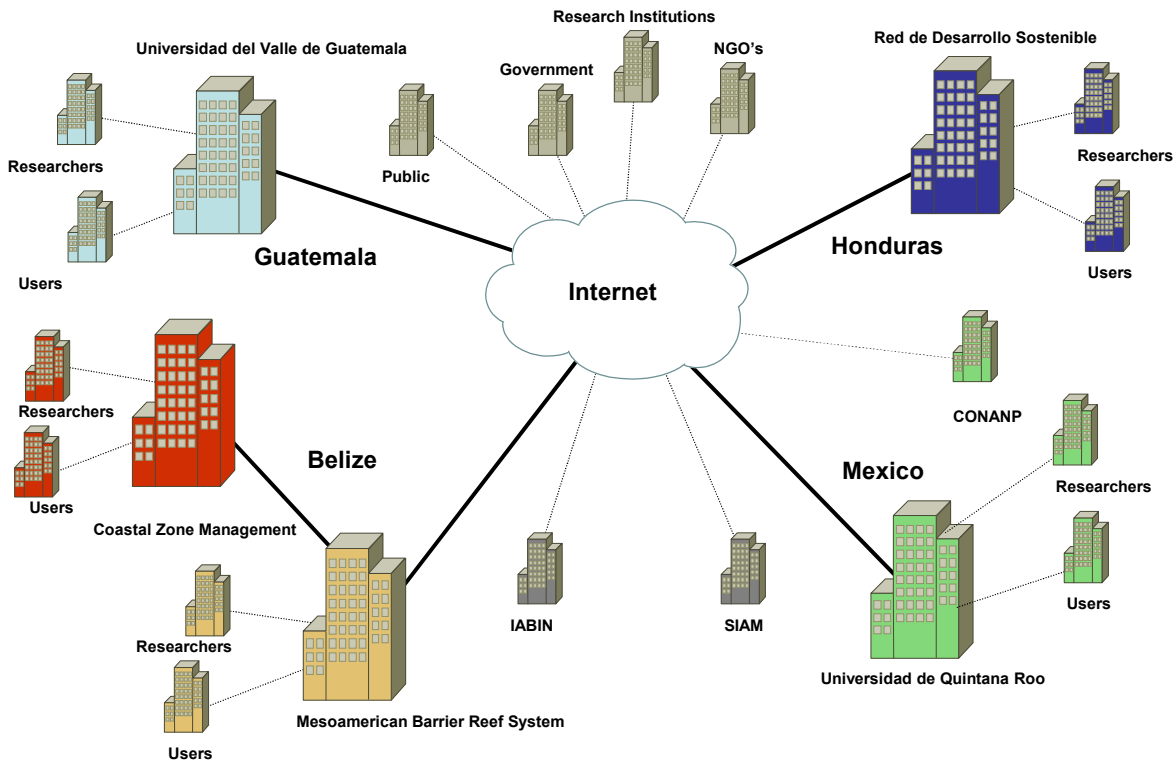 Research Institutions
Universidad del Valle de Guatemala
Red de Desarrollo Sostenible
NGO's
Government
Researchers
Public
Researchers
Users
Guatemala
Honduras
Users
Internet
Researchers
CONANP
Users
Belize
Mexico
Researchers
Coastal Zone Management
Users
IABIN
SIAM
Researchers
Universidad de Quintana Roo
Mesoamerican Barrier Reef System
Users